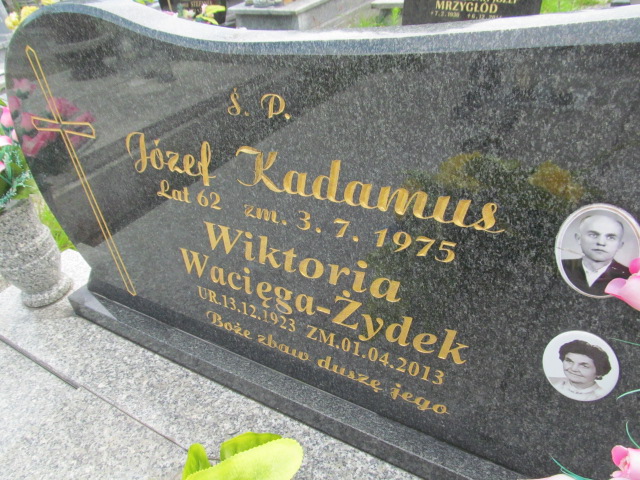 MRZYGŁÓD
Ś. P.
Józef Kadamus
Lat 62 zm. 3. 7. 1975
Wiktoria
Wacięga-Żydek
UR.13.12.1923 ZM.01.04.2013
Boże zbaw duszę jego